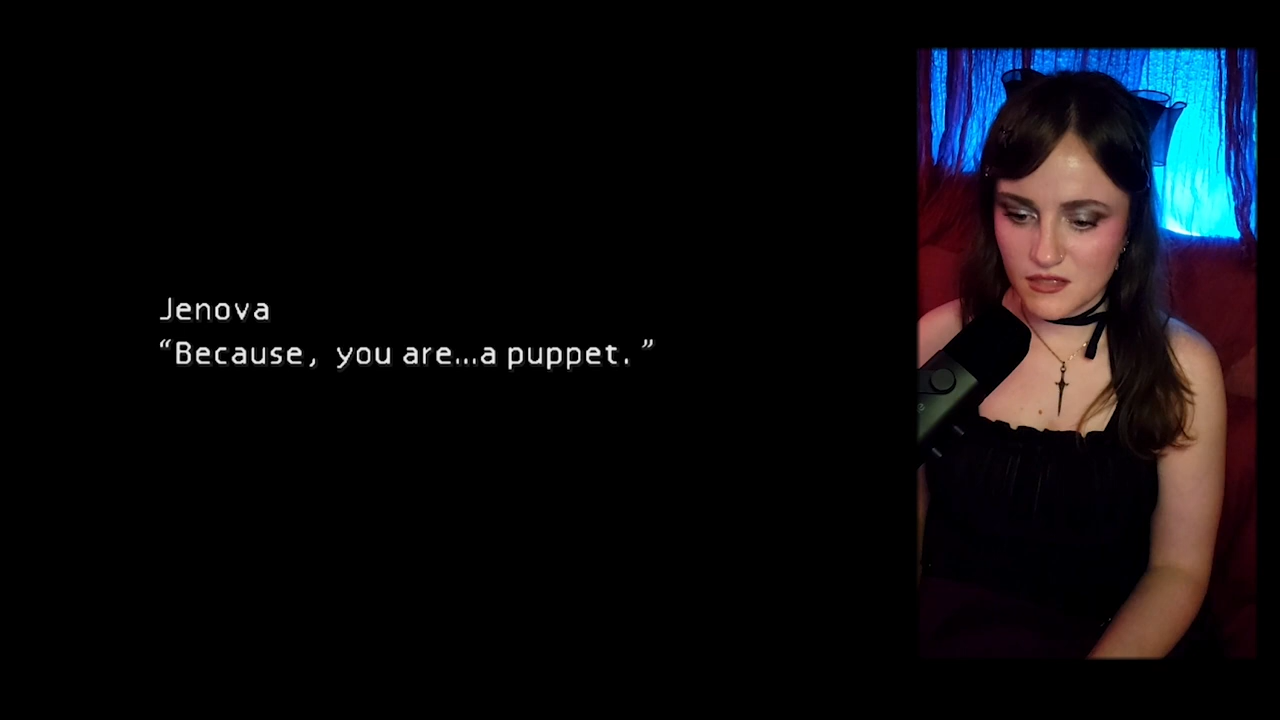 Jenova
“Because, you are...a puppet. ”